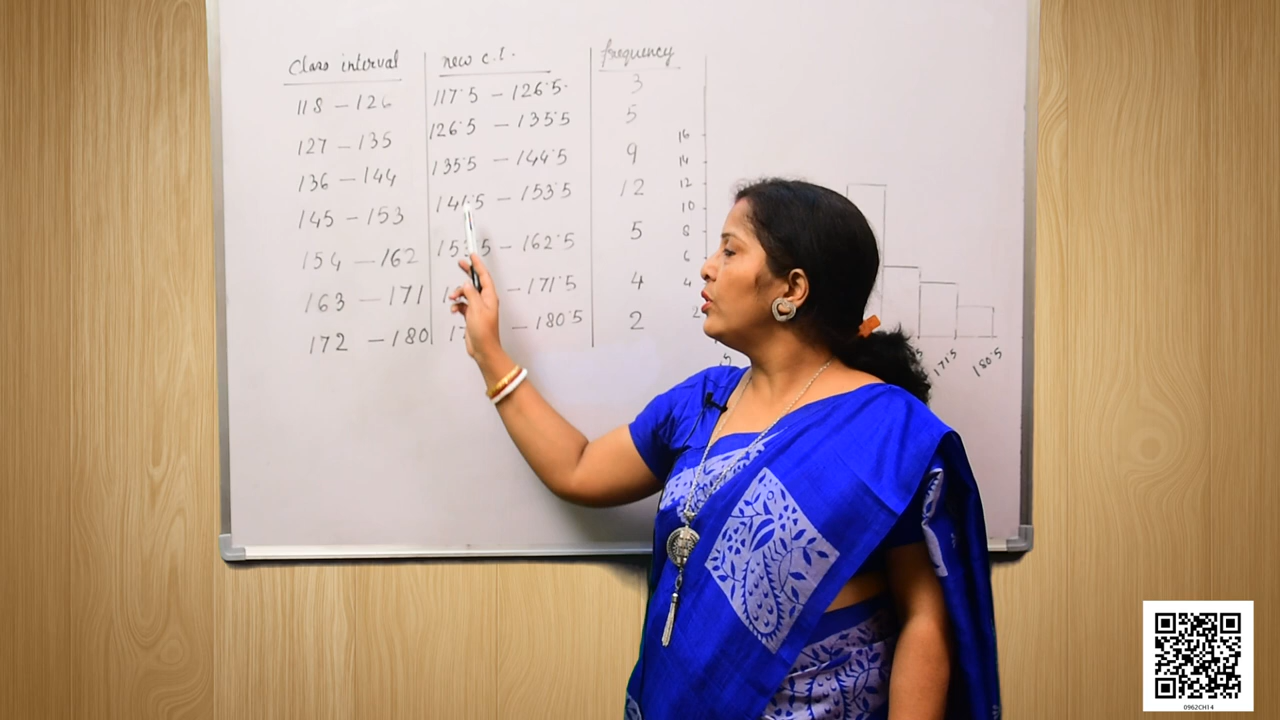 Class interval new c.I. frequency
118 – 126 117.5 – 126.5 3
127 – 135 126.5 – 135.5 5
136 – 144 135.5 – 144.5 9
145 – 153 – 153.5 12
154 – 162 – 162.5 5
163 – 171 – 171.5 4
172 – 180 – 180.5 2
16
14
12
10
8
6
4
2
171.5 180.5
0962CH14